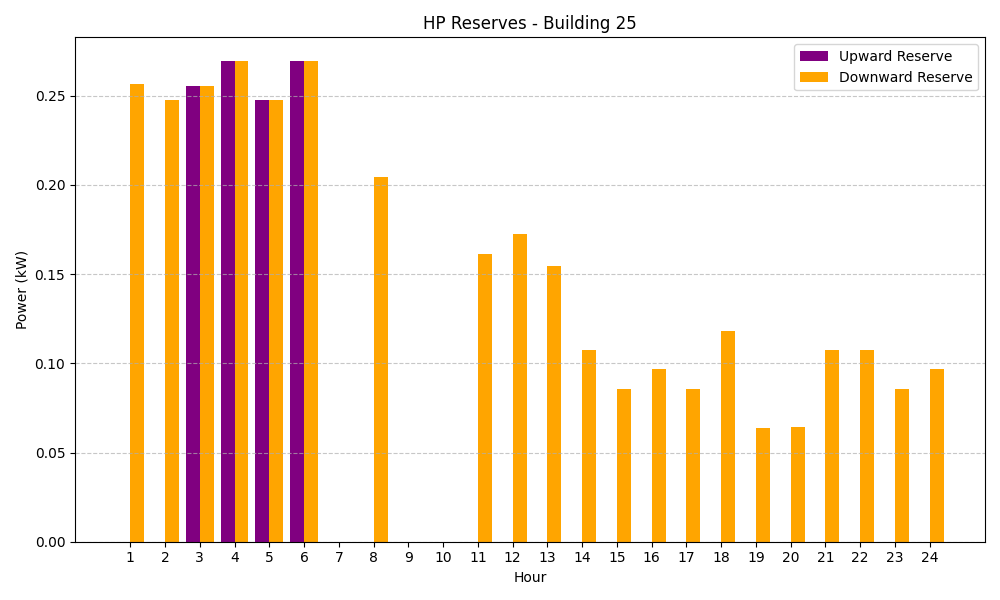 HP Reserves - Building 25
Upward Reserve
Downward Reserve
Power (kW)
0.25
0.20
0.15
0.10
0.05
0.00
1 2 3 4 5 6 7 8 9 10 11 12 13 14 15 16 17 18 19 20 21 22 23 24
Hour